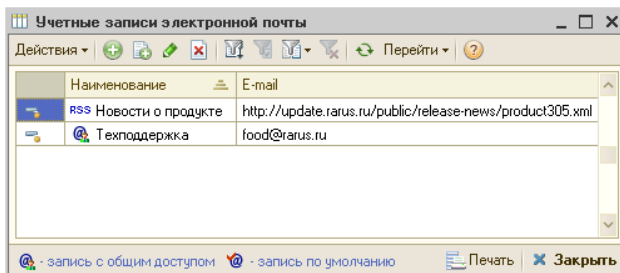 Учетные записи электронной почты
Действия Перейти
Наименование E-mail
RSS Новости о продукте http://update.rarus.ru/public/release-news/product305.xml
Техподдержка food@rarus.ru
- запись с общим доступом - запись по умолчанию Печать Закрыть